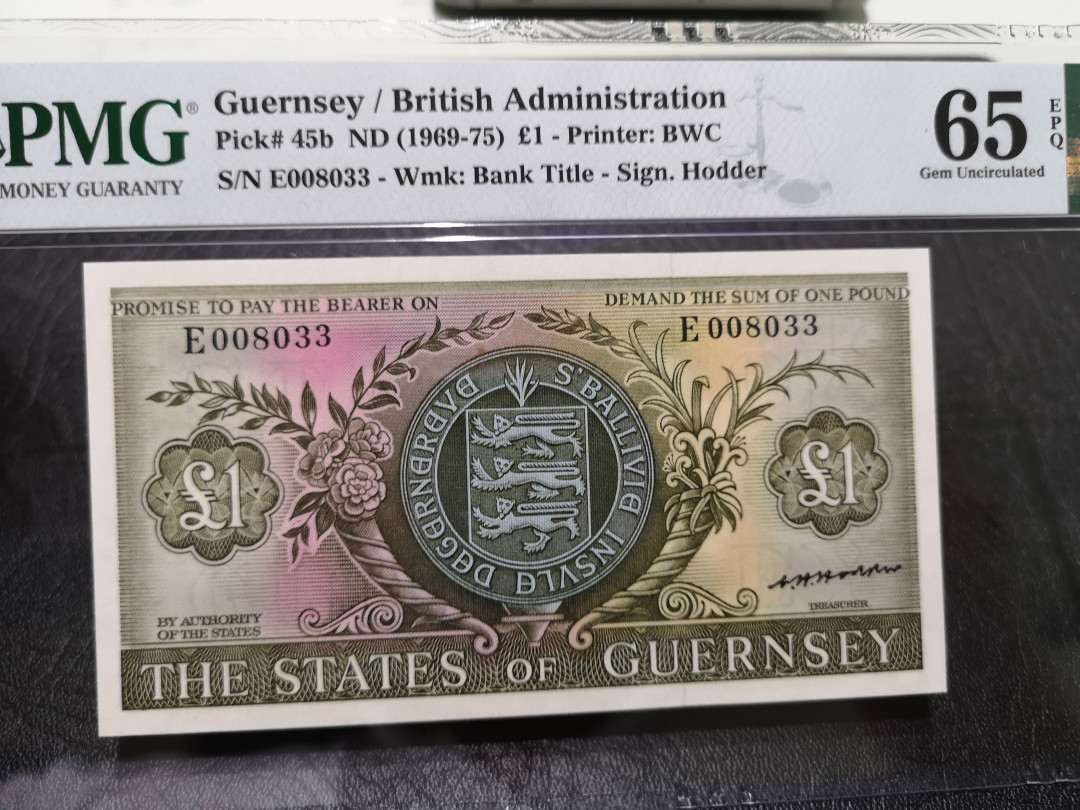 PMG®
MONEY GUARANTY
Guernsey / British Administration
Pick# 45b ND (1969-75) £1 - Printer: BWC
S/N E008033 - Wmk: Bank Title - Sign. Hodder
65
EPQ
Gem Uncirculated
PROMISE TO PAY THE BEARER ON
DEMAND THE SUM OF ONE POUND
E008033
E008033
S'BALLIVIE INSVLE
£1
£1
BY AUTHORITY
OF THE STATES
TREASURER
THE STATES OF GUERNSEY